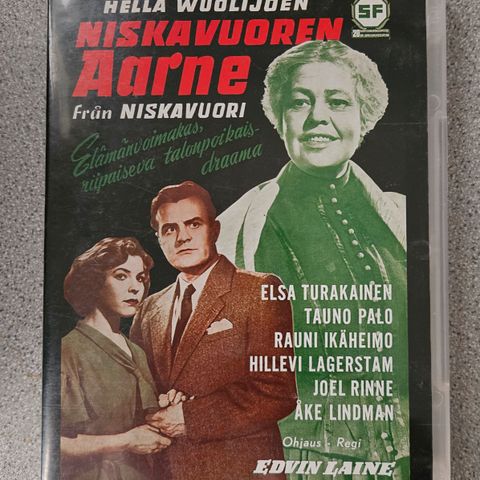 HELLA WUOLIJOEN
NISKAVUOREN
Aarne
från NISKAVUORI
Elämänvoimakas,
riipaiseva talonpoikais-
draama
SF
ELSA TURAKAINEN
TAUNO PALO
RAUNI IKÄHEIMO
HILLEVI LAGERSTAM
JOEL RINNE
ÅKE LINDMAN
Ohjaus - Regi
EDVIN LAINE